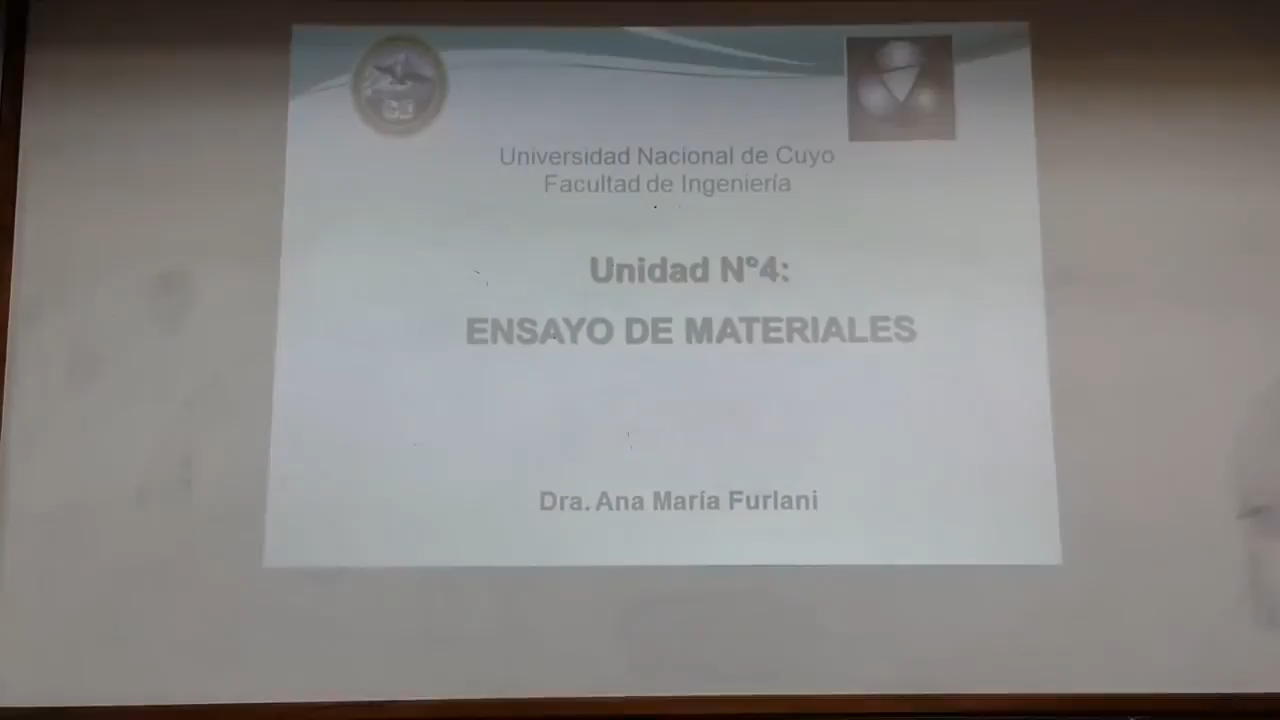 Universidad Nacional de Cuyo
Facultad de Ingeniería
Unidad N°4:
ENSAYO DE MATERIALES
Dra. Ana María Furlani